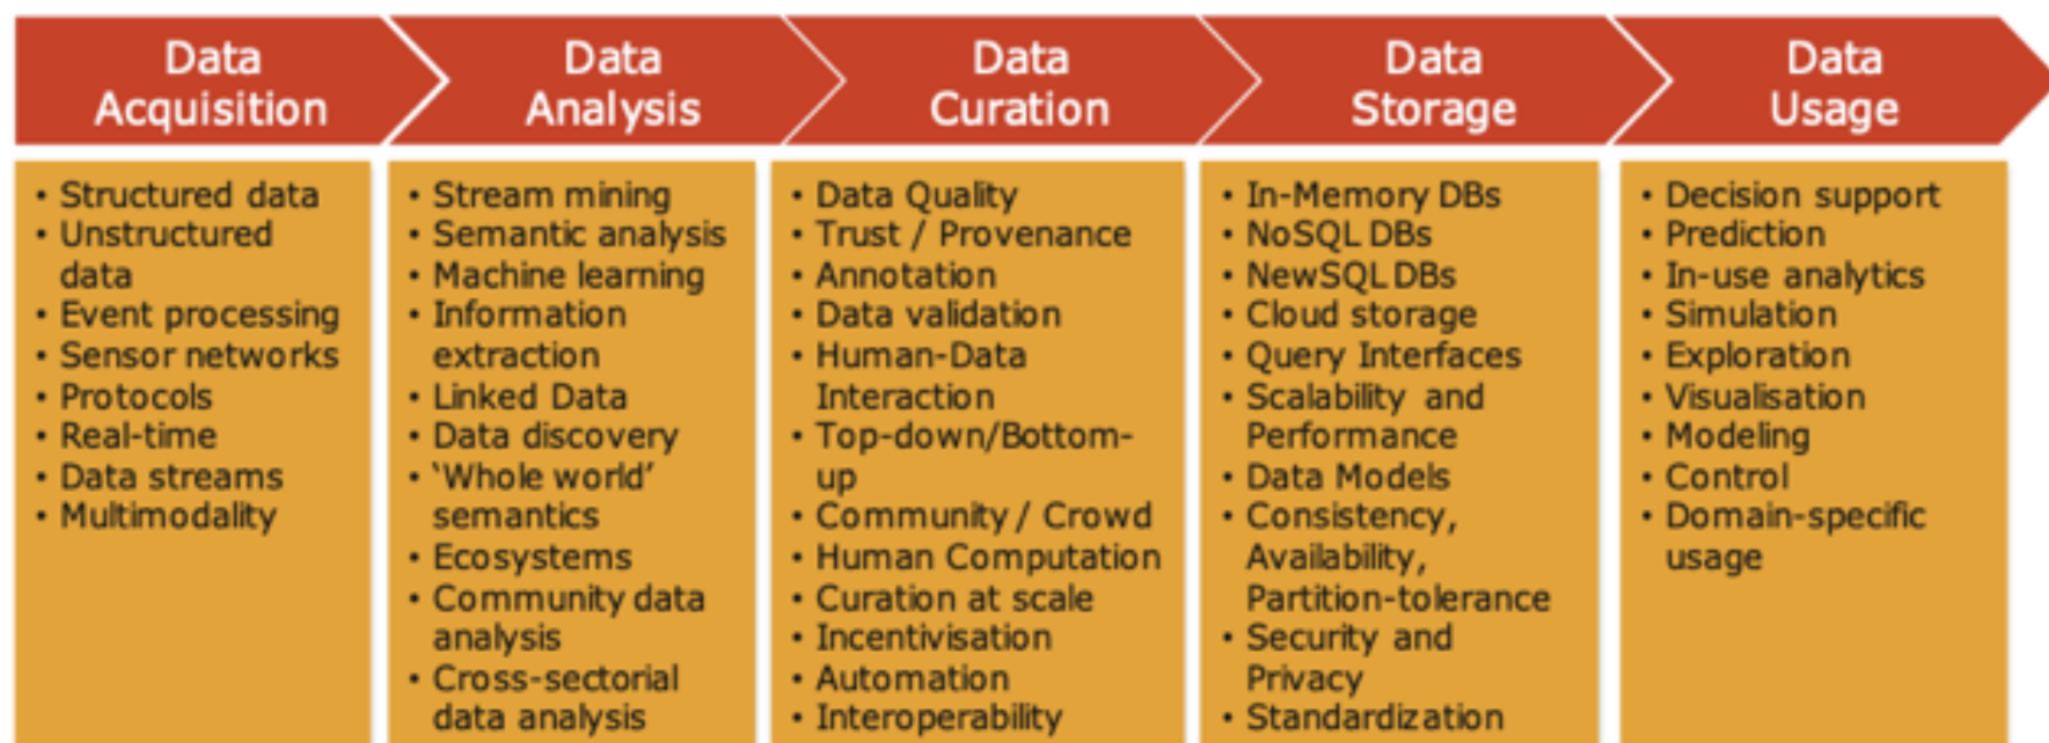 Data
Acquisition
Data
Analysis
Data
Curation
Data
Storage
Data
Usage
• Structured data
• Unstructured
data
• Event processing
• Sensor networks
• Protocols
• Real-time
• Data streams
• Multimodality
• Stream mining
• Semantic analysis
• Machine learning
• Information
extraction
• Linked Data
• Data discovery
• ‘Whole world’
semantics
• Ecosystems
• Community data
analysis
• Cross-sectorial
data analysis
• Data Quality
• Trust / Provenance
• Annotation
• Data validation
• Human-Data
Interaction
• Top-down/Bottom-
up
• Community / Crowd
• Human Computation
• Curation at scale
• Incentivisation
• Automation
• Interoperability
• In-Memory DBs
• NoSQL DBs
• NewSQL DBs
• Cloud storage
• Query Interfaces
• Scalability and
Performance
• Data Models
• Consistency,
Availability,
Partition-tolerance
• Security and
Privacy
• Standardization
• Decision support
• Prediction
• In-use analytics
• Simulation
• Exploration
• Visualisation
• Modeling
• Control
• Domain-specific
usage